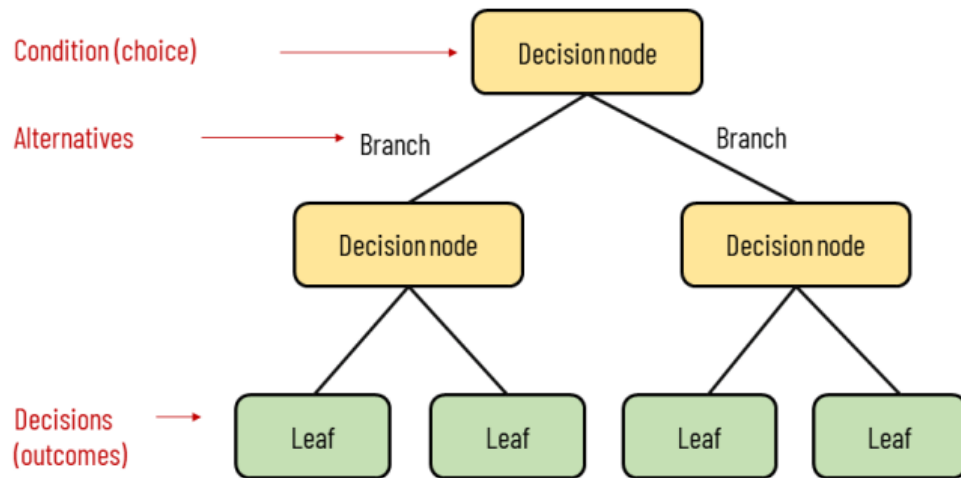 Condition (choice)
Decision node
Alternatives
Branch
Branch
Decision node
Decision node
Decisions
(outcomes)
Leaf
Leaf
Leaf
Leaf